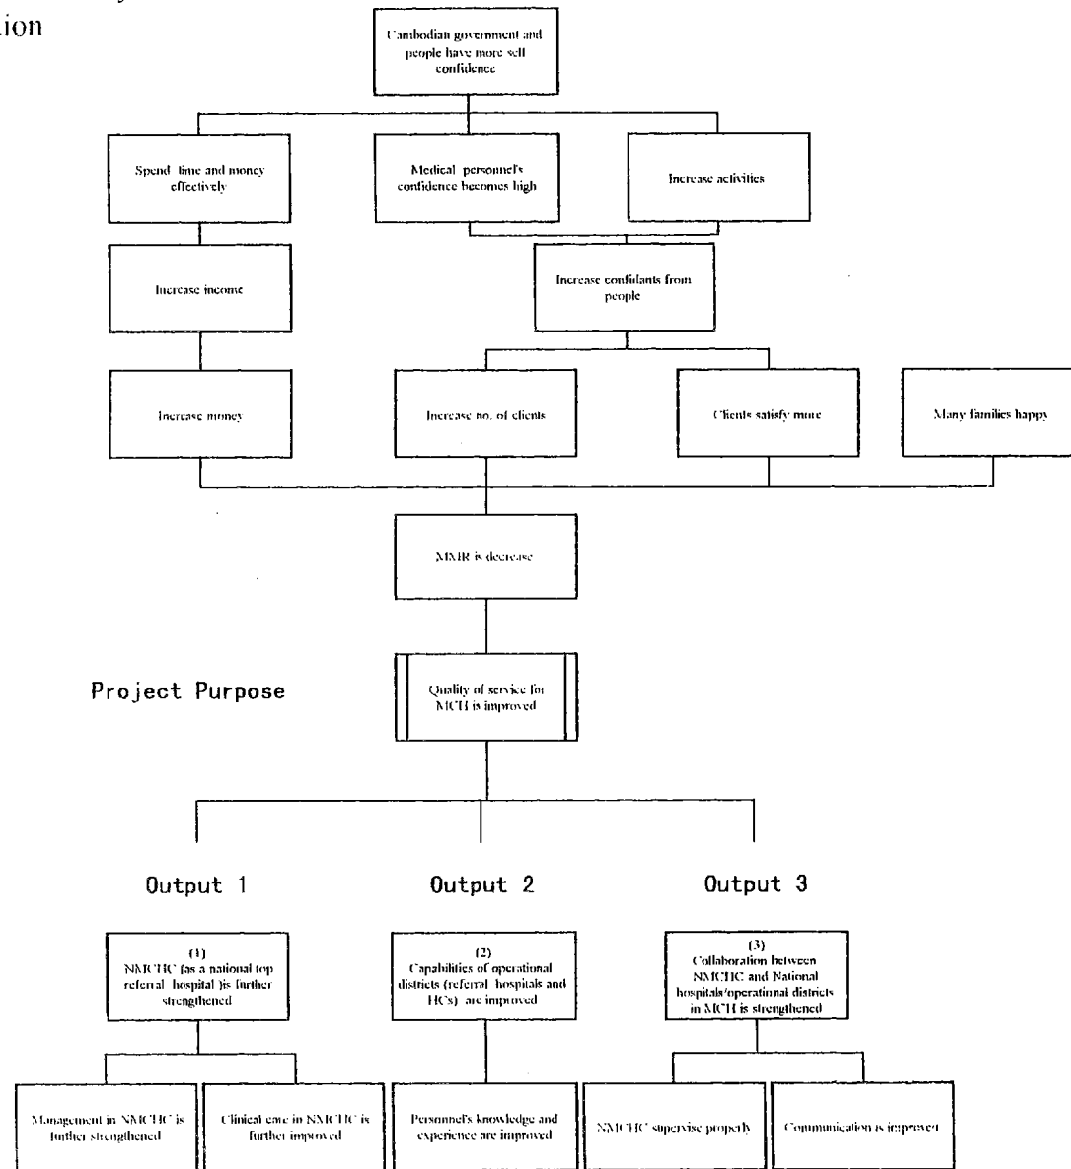 ion
Cambodian government and
people have more self
confidence
Spend time and money
effectively
Medical personnel's
confidence becomes high
Increase activities
Increase income
Increase confidants from
people
Increase money
Increase no. of clients
Clients satisfy more
Many families happy
MMR is decrease
Project Purpose
Quality of service for
MCH is improved
Output 1
Output 2
Output 3
(1)
NMCHC (as a national top
referral hospital )is further
strengthened
(2)
Capabilities of operational
districts (referral hospitals and
HCs) are improved
(3)
Collaboration between
NMCHC and National
hospitals/operational districts
in MCH is strengthened
Management in NMCHC is
further strengthened
Clinical care in NMCHC is
further improved
Personnel's knowledge and
experience are improved
NMCHC supervise properly
Communication is improved